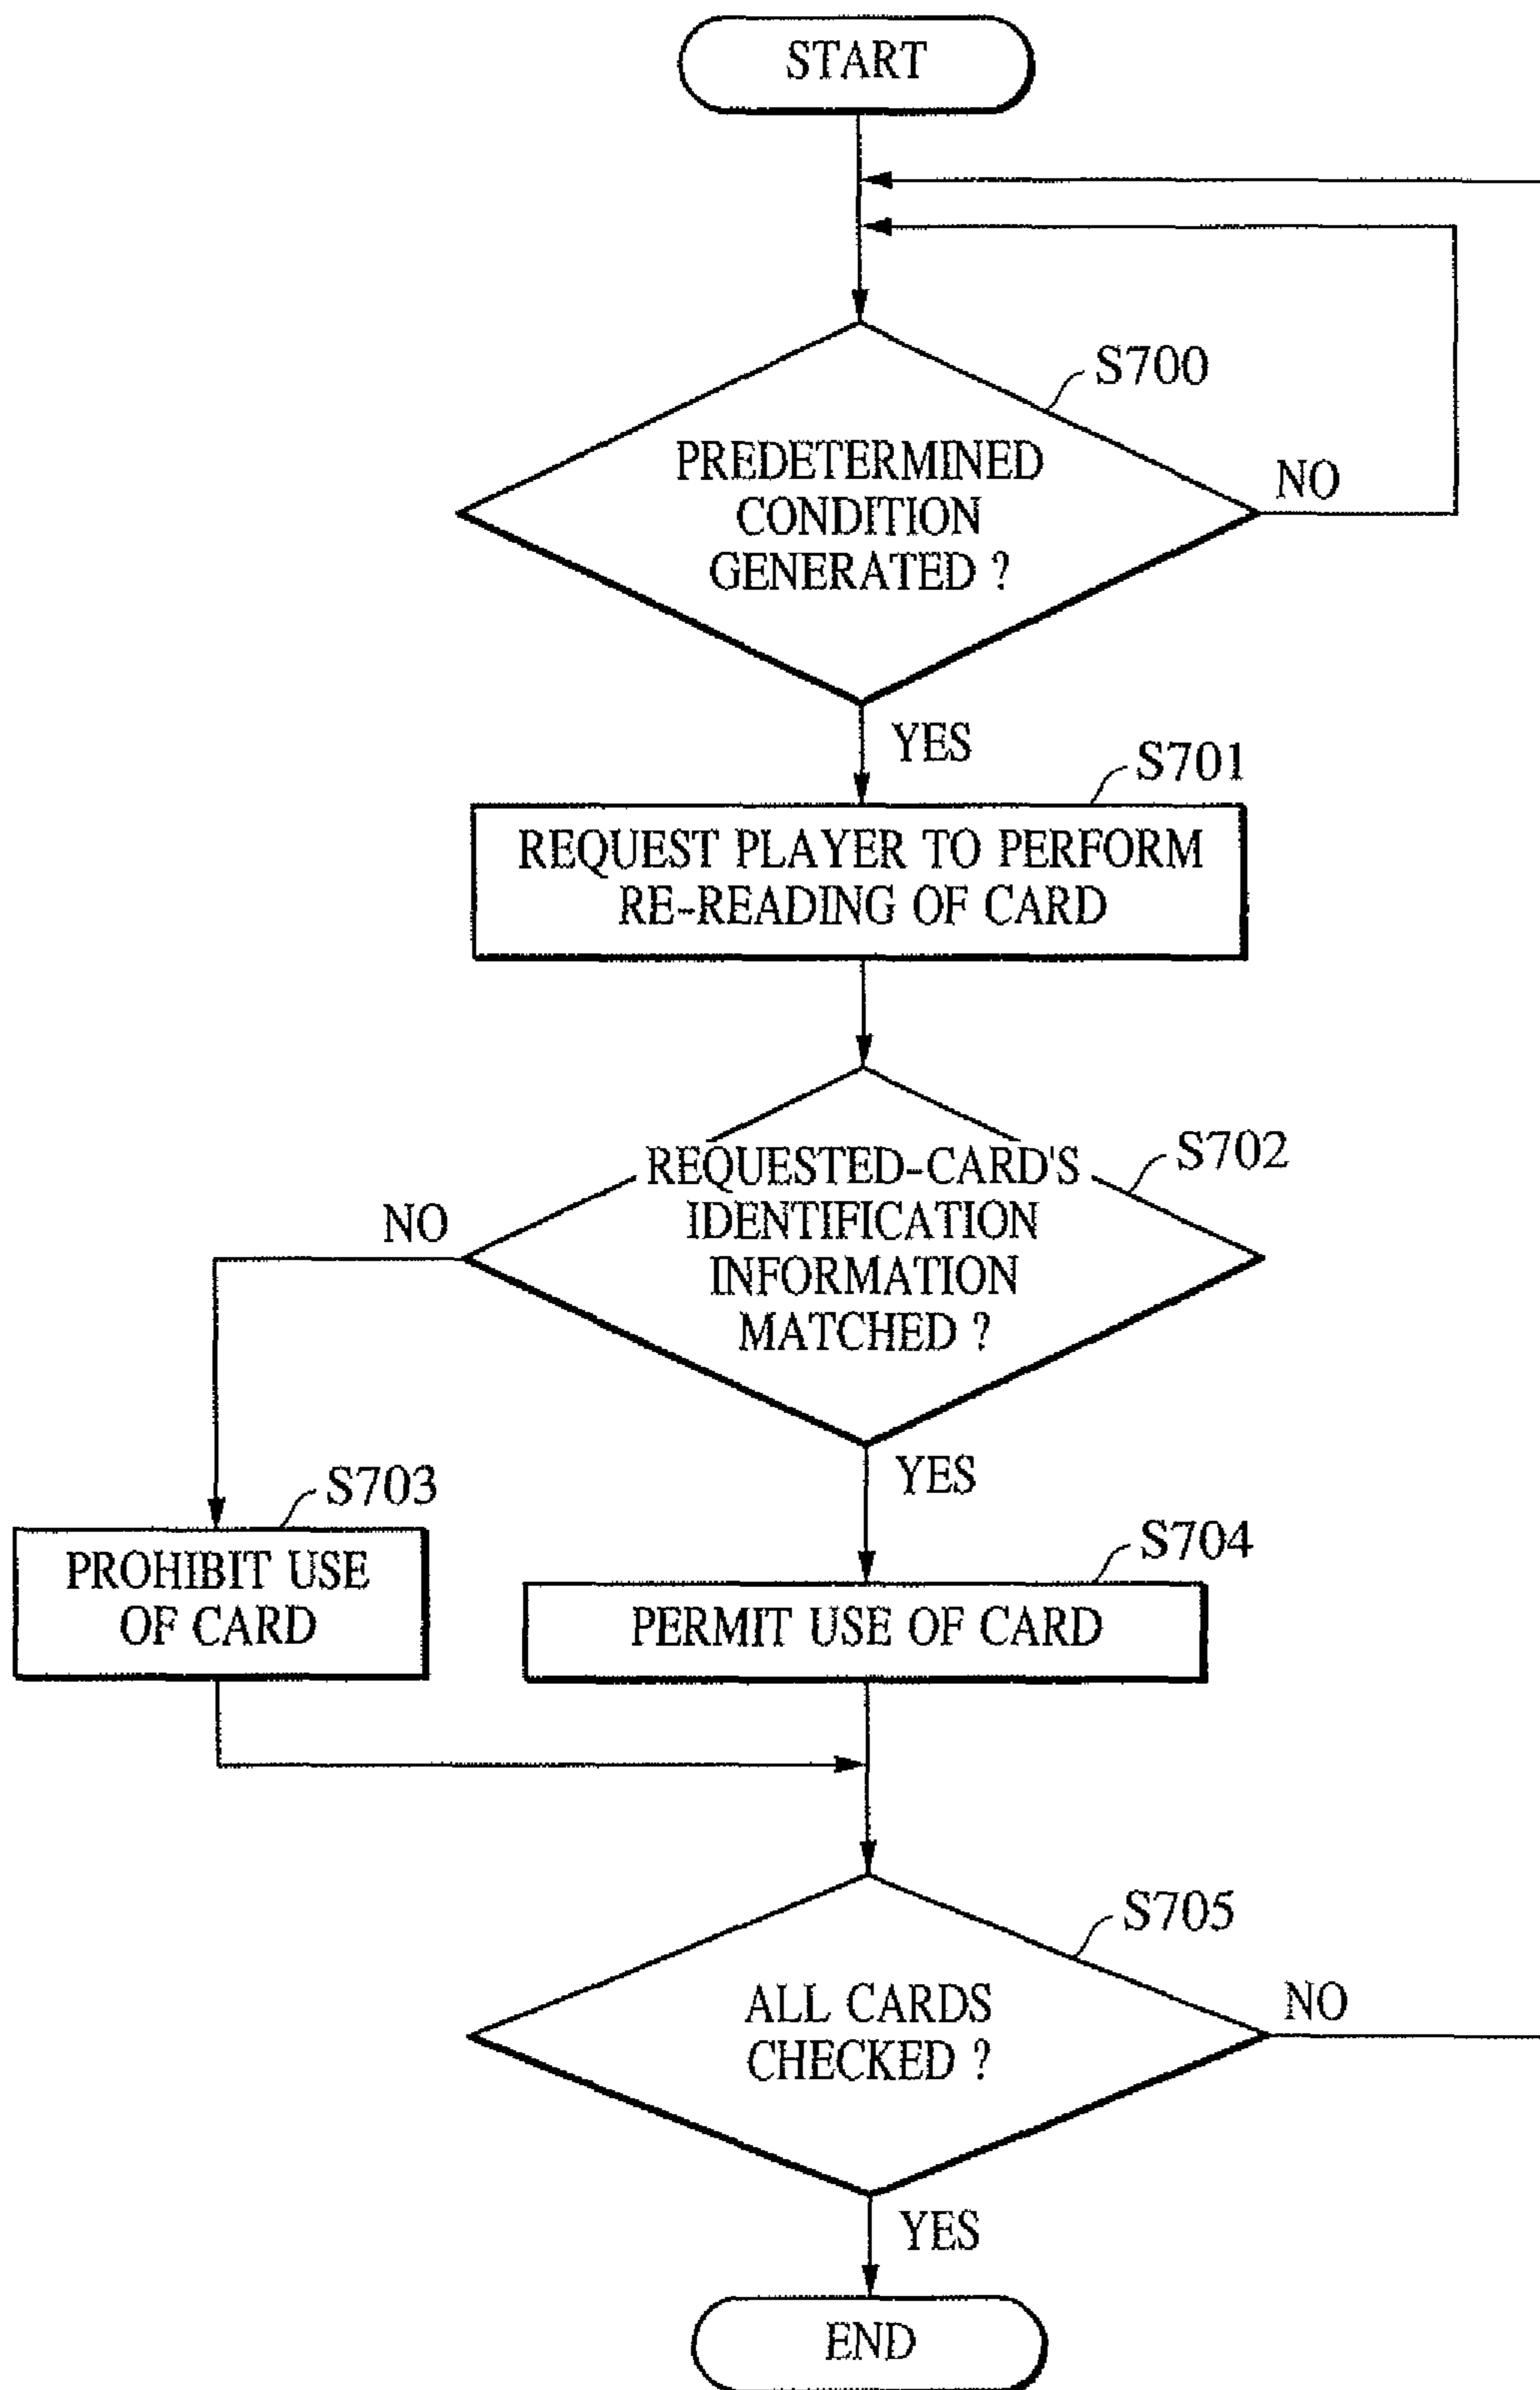 START
S700
PREDETERMINED
CONDITION
GENERATED ?
NO
YES
S701
REQUEST PLAYER TO PERFORM
RE-READING OF CARD
S702
REQUESTED-CARD'S
IDENTIFICATION
INFORMATION
MATCHED ?
NO
YES
S703
PROHIBIT USE
OF CARD
S704
PERMIT USE OF CARD
S705
ALL CARDS
CHECKED ?
NO
YES
END